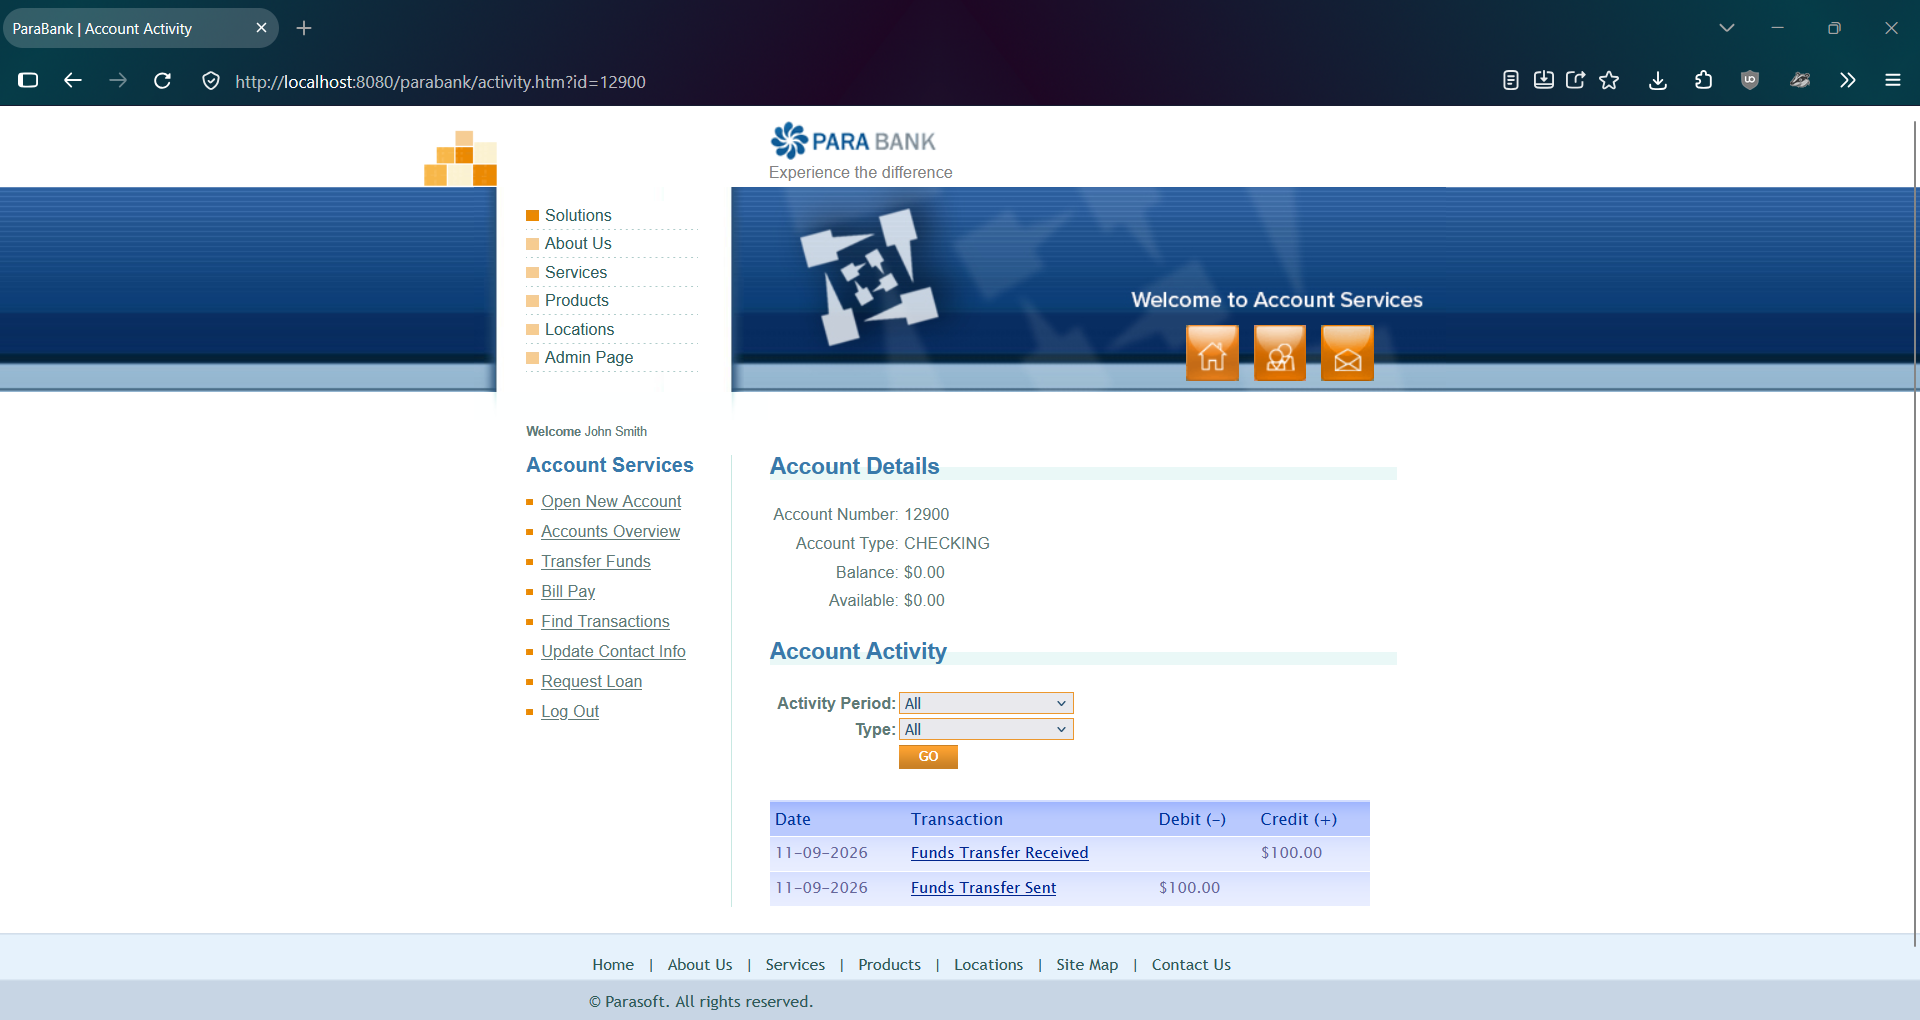 ParaBank | Account Activity
http://localhost:8080/parabank/activity.htm?id=12900
PARA BANK
Experience the difference
Solutions
About Us
Services
Products
Locations
Admin Page
Welcome to Account Services
Welcome John Smith
Account Services
Open New Account
Accounts Overview
Transfer Funds
Bill Pay
Find Transactions
Update Contact Info
Request Loan
Log Out
Account Details
Account Number: 12900
Account Type: CHECKING
Balance: $0.00
Available: $0.00
Account Activity
Activity Period: All
Type: All
GO
Date Transaction Debit (-) Credit (+)
11-09-2026 Funds Transfer Received $100.00
11-09-2026 Funds Transfer Sent $100.00
Home | About Us | Services | Products | Locations | Site Map | Contact Us
© Parasoft. All rights reserved.